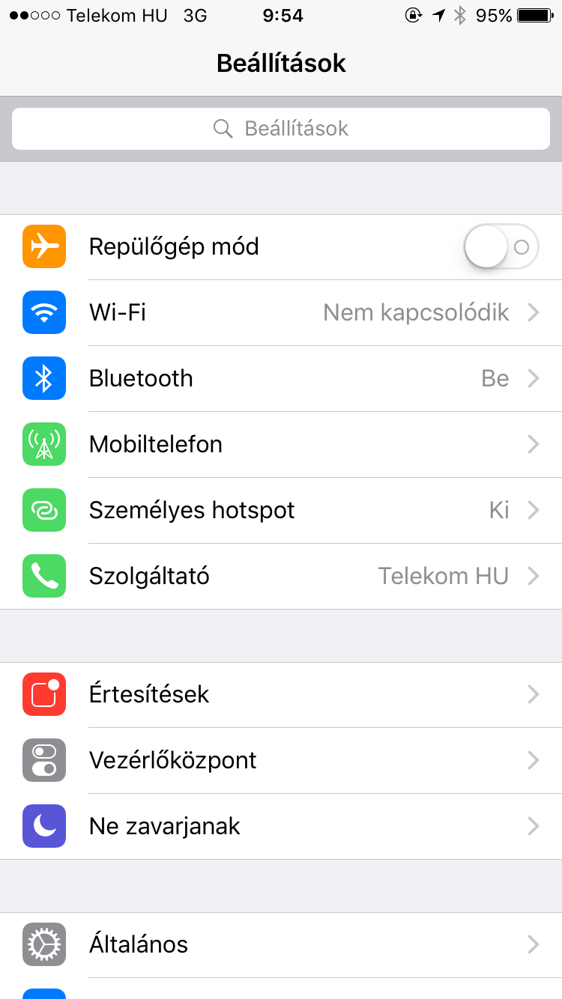 Telekom HU 3G 9:54 95%
Beállítások
Beállítások
Repülőgép mód
Wi-Fi Nem kapcsolódik
Bluetooth Be
Mobiltelefon
Személyes hotspot Ki
Szolgáltató Telekom HU
Értesítések
Vezérlőközpont
Ne zavarjanak
Általános